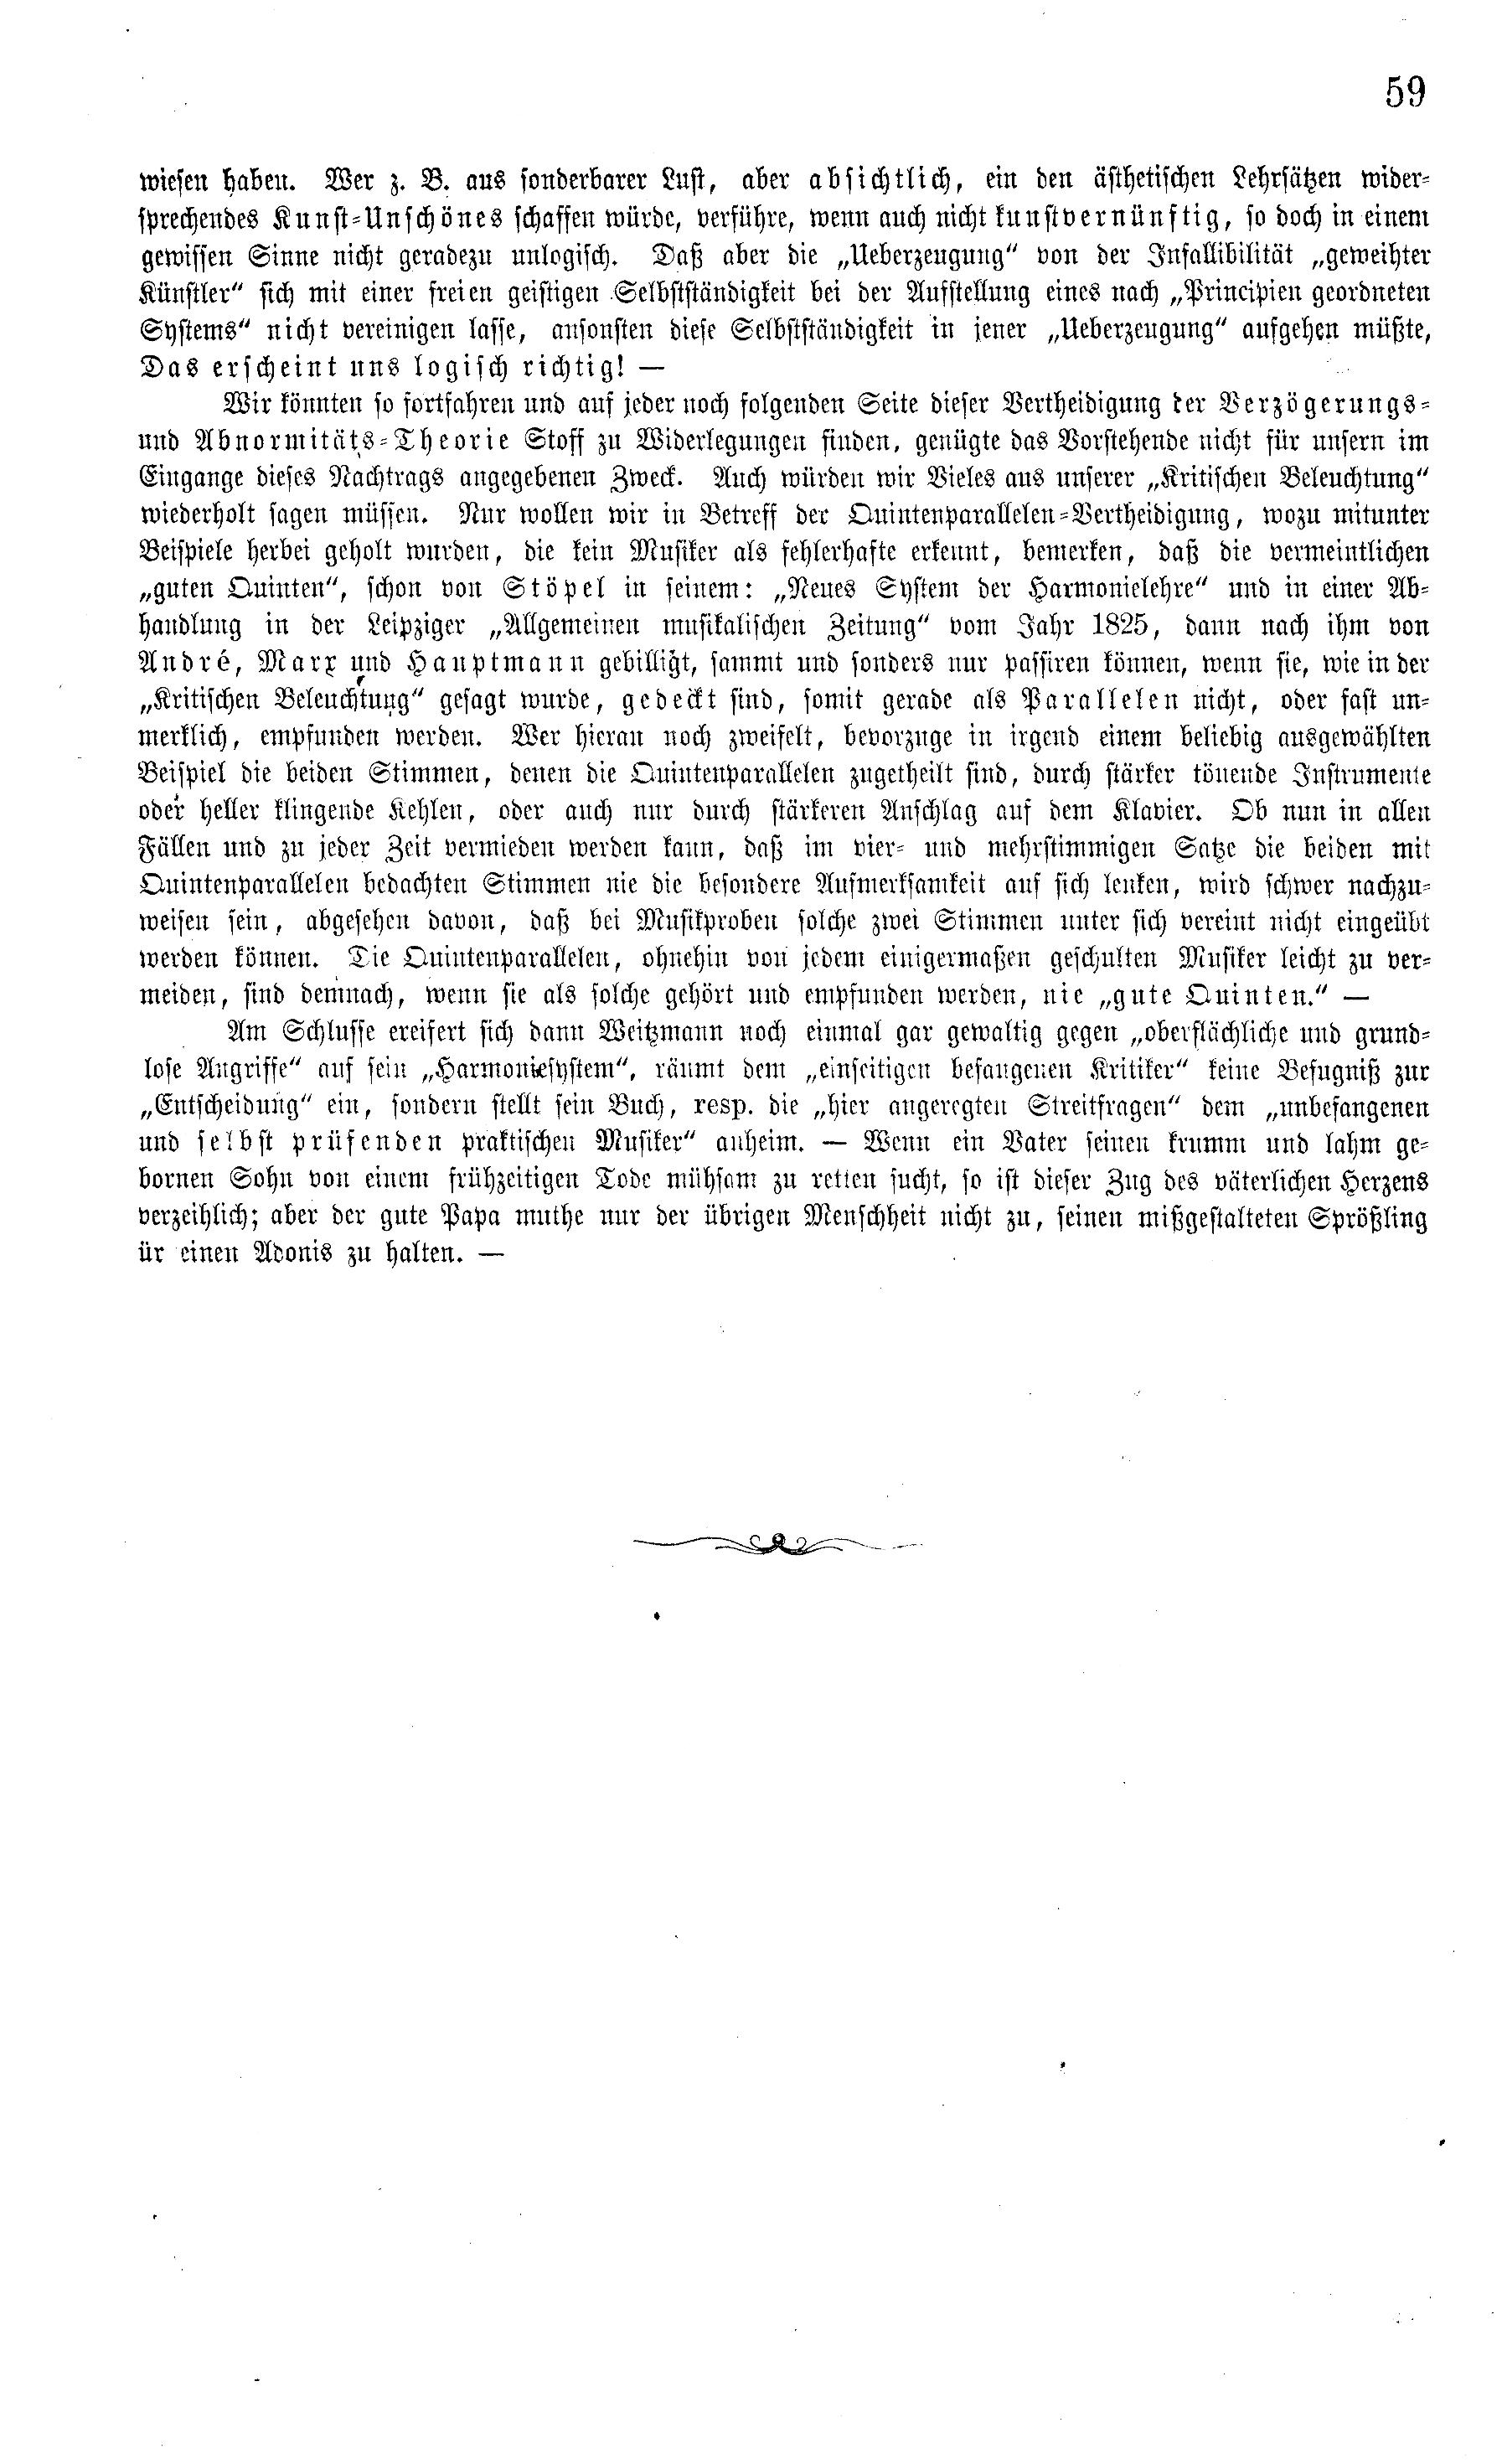 59
wiesen haben. Wer z. B. aus sonderbarer Lust, aber absichtlich, ein den ästhetischen Lehrsätzen wider-
sprechendes Kunst-Unschönes schaffen würde, verführe, wenn auch nicht kunstvernünftig, so doch in einem
gewissen Sinne nicht geradezu unlogisch. Daß aber die „Ueberzeugung“ von der Infallibilität „geweihter
Künstler“ sich mit einer freien geistigen Selbstständigkeit bei der Aufstellung eines nach „Principien geordneten
Systems“ nicht vereinigen lasse, ansonsten diese Selbstständigkeit in jener „Ueberzeugung“ aufgehen müßte,
Das erscheint uns logisch richtig! —
Wir könnten so fortfahren und auf jeder noch folgenden Seite dieser Vertheidigung der Verzögerungs-
und Abnormitäts-Theorie Stoff zu Widerlegungen finden, genügte das Vorstehende nicht für unsern im
Eingange dieses Nachtrags angegebenen Zweck. Auch würden wir Vieles aus unserer „Kritischen Beleuchtung“
wiederholt sagen müssen. Nur wollen wir in Betreff der Quintenparallelen-Vertheidigung, wozu mitunter
Beispiele herbei geholt wurden, die kein Musiker als fehlerhafte erkennt, bemerken, daß die vermeintlichen
„guten Quinten“, schon von Stöpel in seinem: „Neues System der Harmonielehre“ und in einer Ab-
handlung in der Leipziger „Allgemeinen musikalischen Zeitung“ vom Jahr 1825, dann nach ihm von
André, Marx und Hauptmann gebilligt, sammt und sonders nur passiren können, wenn sie, wie in der
„Kritischen Beleuchtung“ gesagt wurde, gedeckt sind, somit gerade als Parallelen nicht, oder fast un-
merklich, empfunden werden. Wer hieran noch zweifelt, bevorzuge in irgend einem beliebig ausgewählten
Beispiel die beiden Stimmen, denen die Quintenparallelen zugetheilt sind, durch stärker tönende Instrumente
oder heller klingende Kehlen, oder auch nur durch stärkeren Anschlag auf dem Klavier. Ob nun in allen
Fällen und zu jeder Zeit vermieden werden kann, daß im vier- und mehrstimmigen Satze die beiden mit
Quintenparallelen bedachten Stimmen nie die besondere Aufmerksamkeit auf sich lenken, wird schwer nachzu-
weisen sein, abgesehen davon, daß bei Musikproben solche zwei Stimmen unter sich vereint nicht eingeübt
werden können. Die Quintenparallelen, ohnehin von jedem einigermaßen geschulten Musiker leicht zu ver-
meiden, sind demnach, wenn sie als solche gehört und empfunden werden, nie „gute Quinten.“ —
Am Schlusse ereifert sich dann Weitzmann noch einmal gar gewaltig gegen „oberflächliche und grund-
lose Angriffe“ auf sein „Harmoniesystem“, räumt dem „einseitigen befangenen Kritiker“ keine Befugniß zur
„Entscheidung“ ein, sondern stellt sein Buch, resp. die „hier angeregten Streitfragen“ dem „unbefangenen
und selbst prüfenden praktischen Musiker“ anheim. — Wenn ein Vater seinen krumm und lahm ge-
bornen Sohn von einem frühzeitigen Tode mühsam zu retten sucht, so ist dieser Zug des väterlichen Herzens
verzeihlich; aber der gute Papa muthe nur der übrigen Menschheit nicht zu, seinen mißgestalteten Sprößling
ür einen Adonis zu halten. —